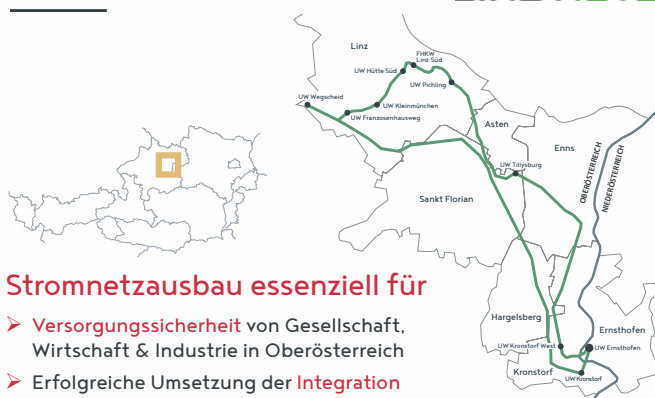 Linz
FHKW
Linz Süd
UW Hütte Süd
UW Pichling
UW Wegscheid
UW Kleinmünchen
UW Franzosenhausweg
Asten
Enns
UW Tillysburg
OBERÖSTERREICH
NIEDERÖSTERREICH
Sankt Florian
Stromnetzausbau essenziell für
➢ Versorgungssicherheit von Gesellschaft,
Wirtschaft & Industrie in Oberösterreich
➢ Erfolgreiche Umsetzung der Integration
Hargelsberg
Ernsthofen
UW Kronstorf West
UW Ernsthofen
Kronstorf
UW Kronstorf